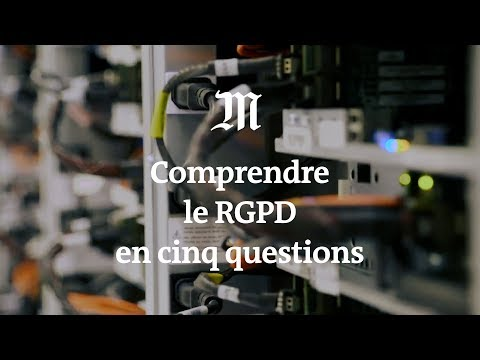 M
Comprendre
le RGPD
en cinq questions